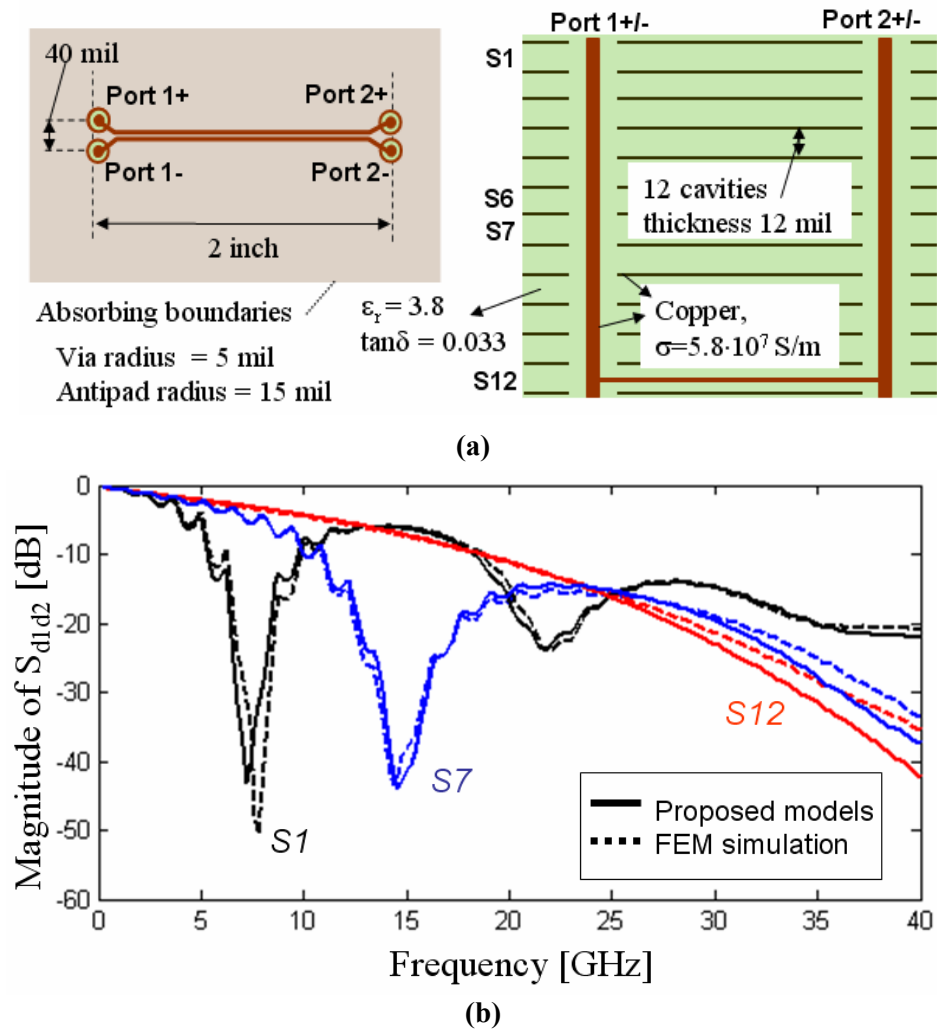 40 mil
Port 1+
Port 2+
Port 1-
Port 2-
2 inch
Absorbing boundaries
Via radius = 5 mil
Antipad radius = 15 mil
εr = 3.8
tanδ = 0.033
Port 1+/-
Port 2+/-
S1
S6
S7
S12
12 cavities
thickness 12 mil
Copper,
σ=5.8·10⁷ S/m
(a)
Magnitude of Sd1d2 [dB]
0
-10
-20
-30
-40
-50
-60
0 5 10 15 20 25 30 35 40
S1
S7
S12
Proposed models
FEM simulation
Frequency [GHz]
(b)